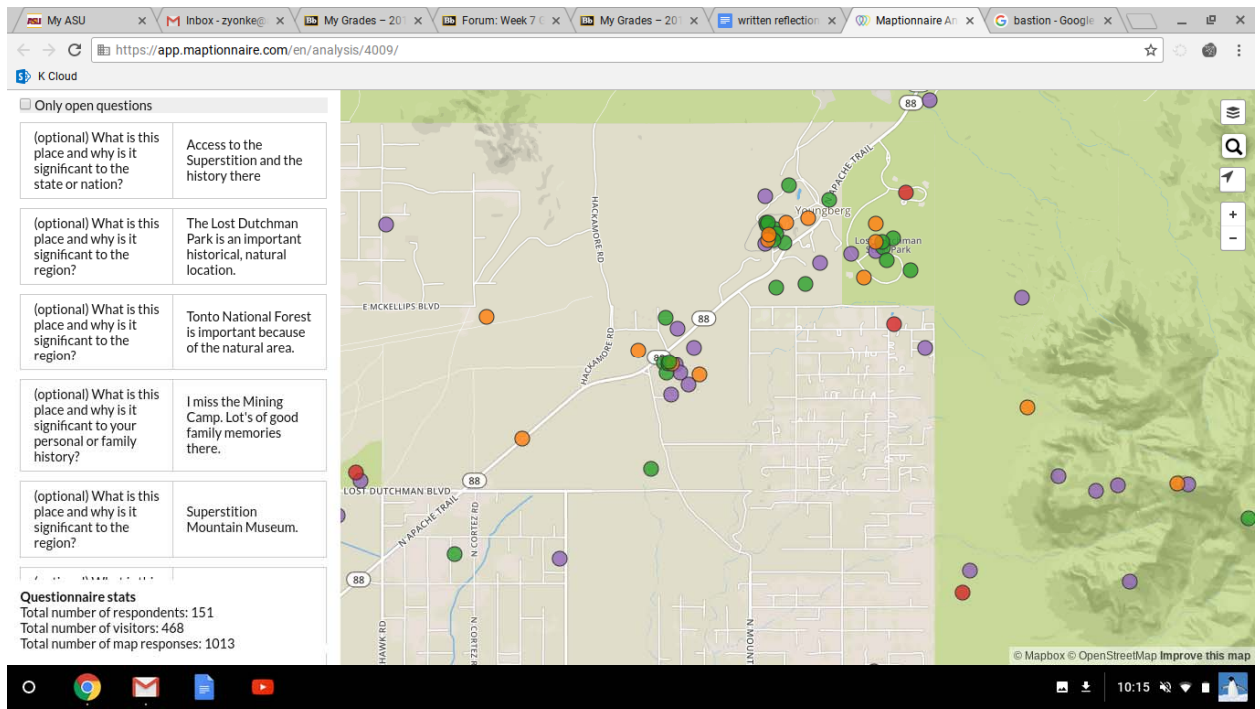 My ASU
Inbox - zyonke@
My Grades – 201
Forum: Week 7
My Grades – 201
written reflection
Maptionnaire An
bastion - Google
https://app.maptionnaire.com/en/analysis/4009/
K Cloud
Only open questions
(optional) What is this
place and why is it
significant to the
state or nation?
Access to the
Superstition and the
history there
(optional) What is this
place and why is it
significant to the
region?
The Lost Dutchman
Park is an important
historical, natural
location.
(optional) What is this
place and why is it
significant to the
region?
Tonto National Forest
is important because
of the natural area.
(optional) What is this
place and why is it
significant to your
personal or family
history?
I miss the Mining
Camp. Lot's of good
family memories
there.
(optional) What is this
place and why is it
significant to the
region?
Superstition
Mountain Museum.
Questionnaire stats
Total number of respondents: 151
Total number of visitors: 468
Total number of map responses: 1013
88
APACHE TRAIL
Youngberg
HACKAMORE RD
E MCKELLIPS BLVD
88
HACKAMORE RD
88
LOST DUTCHMAN BLVD
N APACHE TRAIL
N CORTEZ RD
88
N CORTEZ R
HAWK RD
N MOUNT
+
−
© Mapbox © OpenStreetMap Improve this map
10:15